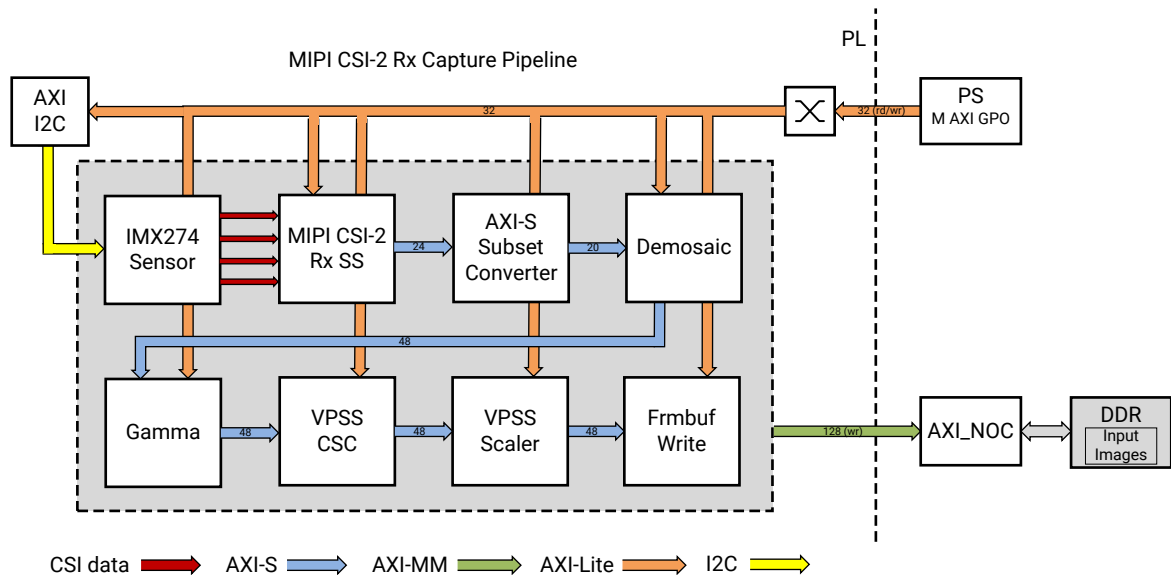 PL
MIPI CSI-2 Rx Capture Pipeline
AXI
I2C
32
32 (rd/wr)
PS
M AXI GP0
IMX274
Sensor
MIPI CSI-2
Rx SS
24
AXI-S
Subset
Converter
20
Demosaic
48
Gamma
48
VPSS
CSC
48
VPSS
Scaler
48
Frmbuf
Write
128 (wr)
AXI_NOC
DDR
Input
Images
CSI data
AXI-S
AXI-MM
AXI-Lite
I2C